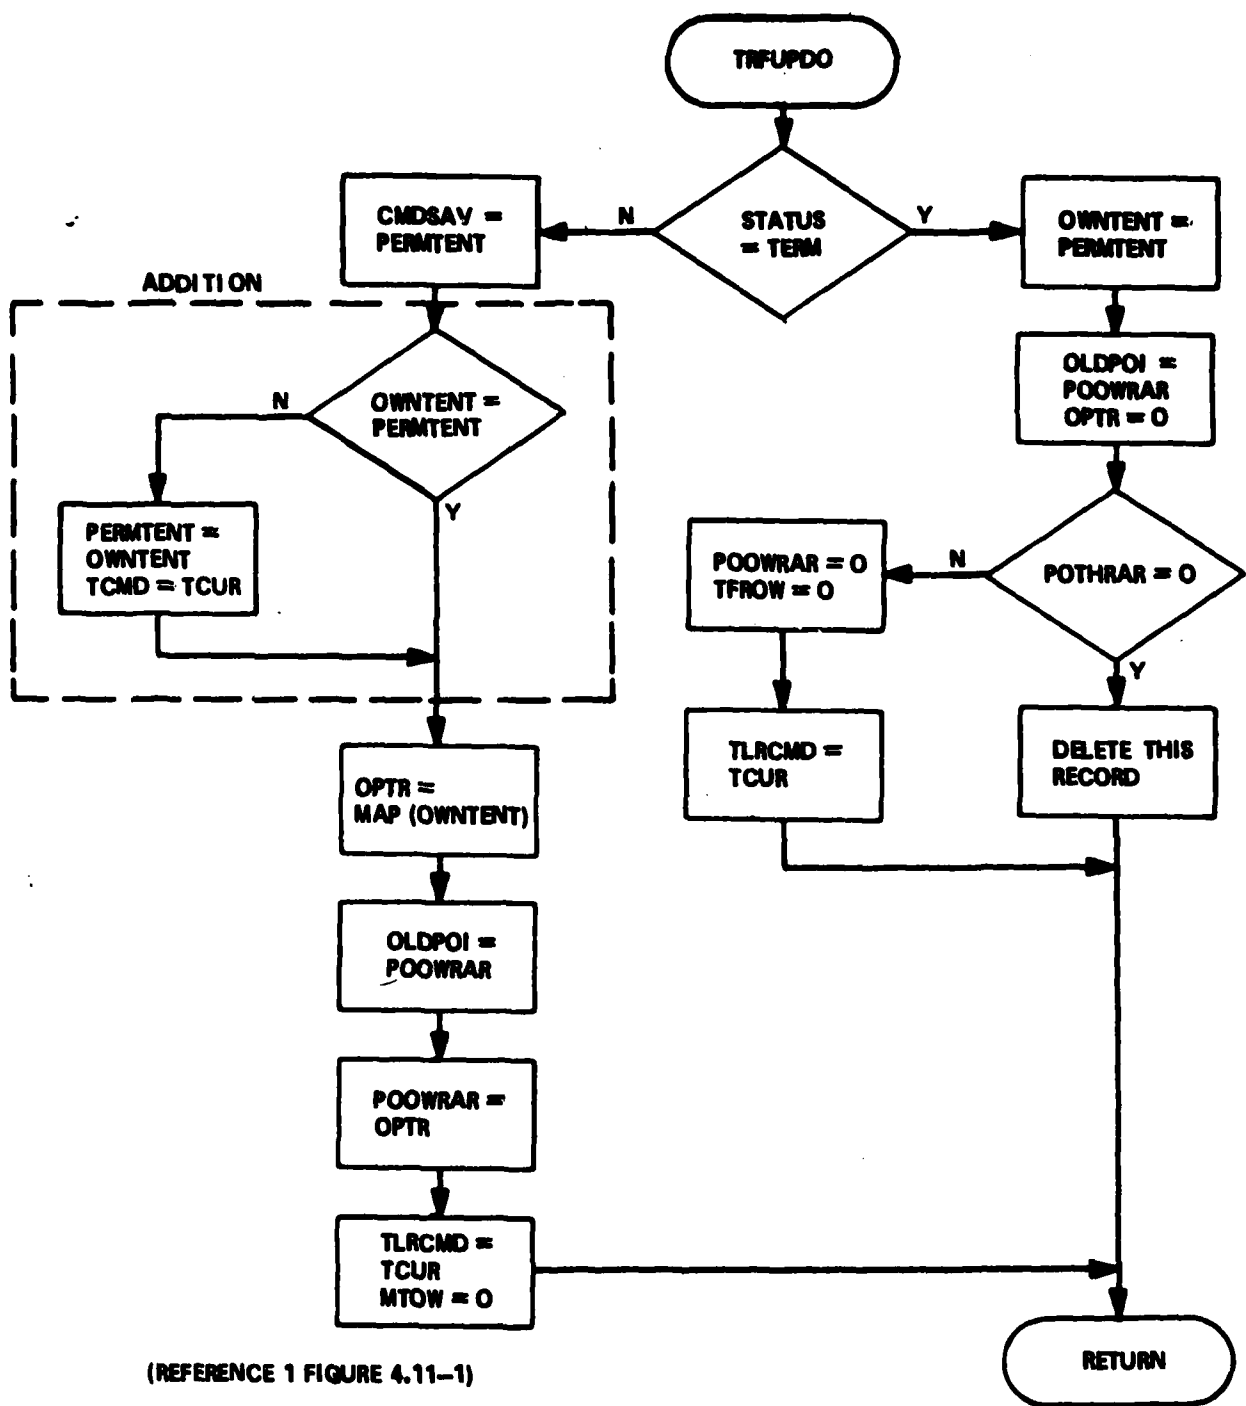 TRFUPDO
STATUS
= TERM
N
Y
CMDSAV =
PERMTENT
OWNTENT =
PERMTENT
ADDITION
OWNTENT =
PERMTENT
N
Y
PERMTENT =
OWNTENT
TCMD = TCUR
OPTR =
MAP (OWNTENT)
OLDPOI =
POOWRAR
POOWRAR =
OPTR
TLRCMD =
TCUR
MTOW = 0
OLDPOI =
POOWRAR
OPTR = 0
POTHRAR = 0
N
Y
POOWRAR = 0
TFROW = 0
TLRCMD =
TCUR
DELETE THIS
RECORD
RETURN
(REFERENCE 1 FIGURE 4.11-1)